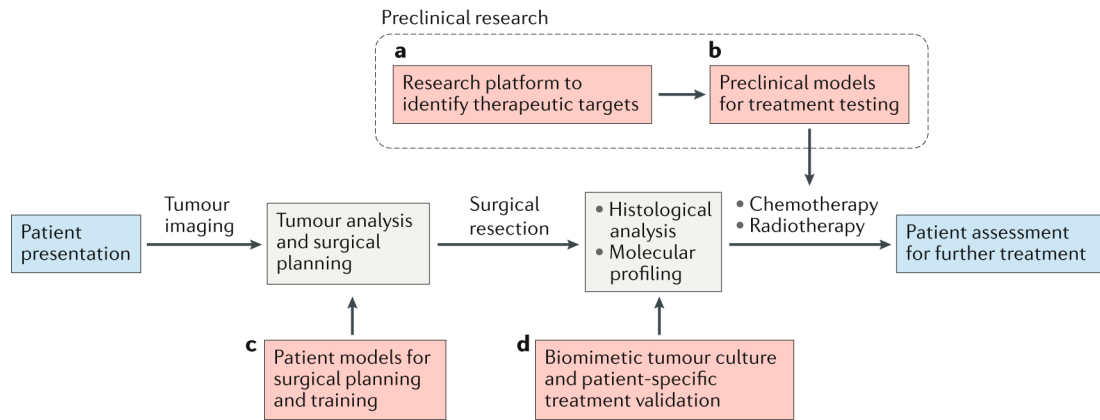 Preclinical research
a
Research platform to
identify therapeutic targets
b
Preclinical models
for treatment testing
Patient
presentation
Tumour
imaging
Tumour analysis
and surgical
planning
Surgical
resection
• Histological
analysis
• Molecular
profiling
• Chemotherapy
• Radiotherapy
Patient assessment
for further treatment
c
Patient models for
surgical planning
and training
d
Biomimetic tumour culture
and patient-specific
treatment validation